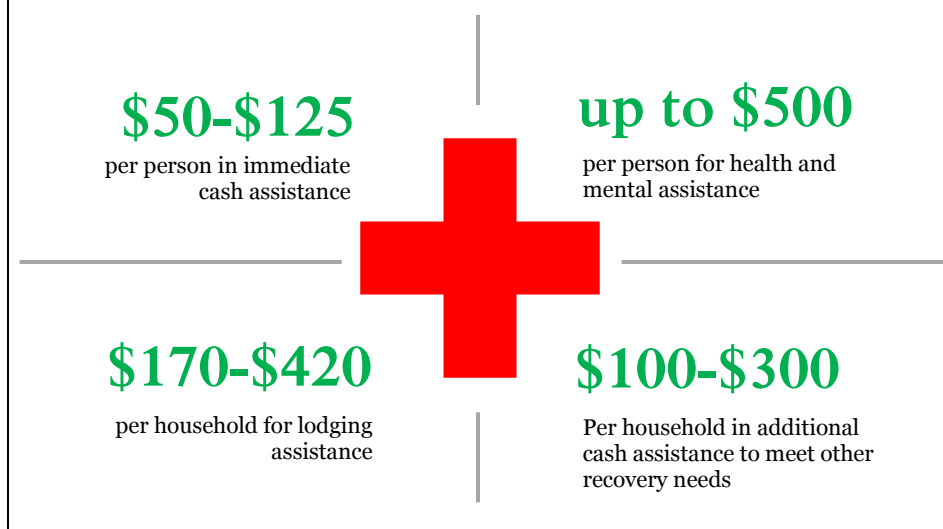 $50-$125
per person in immediate
cash assistance
up to $500
per person for health and
mental assistance
$170-$420
per household for lodging
assistance
$100-$300
Per household in additional
cash assistance to meet other
recovery needs